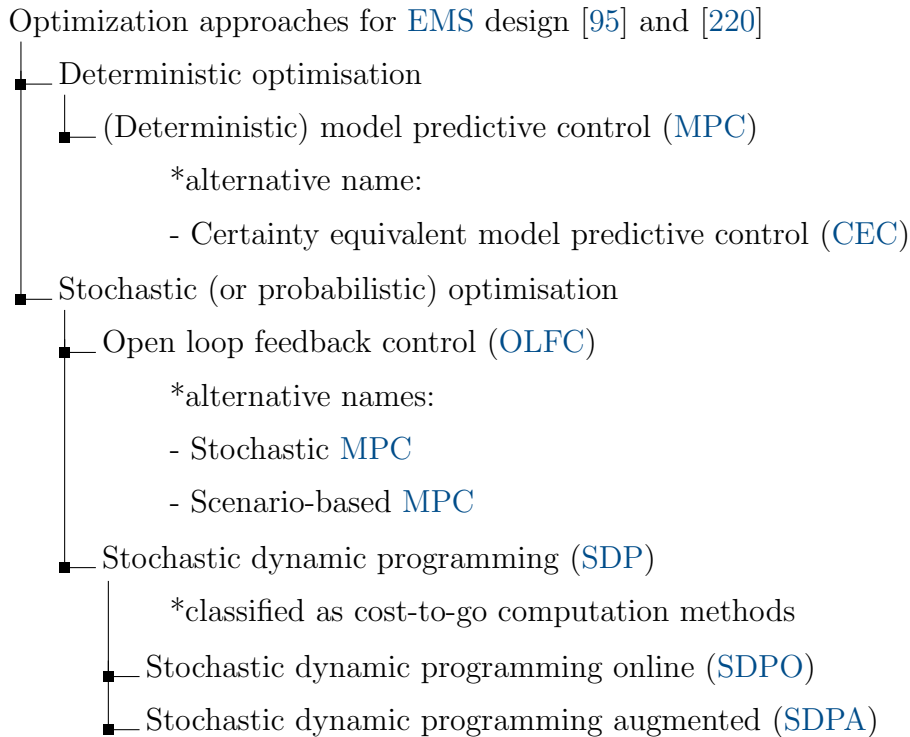 Optimization approaches for EMS design [95] and [220]
Deterministic optimisation
(Deterministic) model predictive control (MPC)
*alternative name:
- Certainty equivalent model predictive control (CEC)
Stochastic (or probabilistic) optimisation
Open loop feedback control (OLFC)
*alternative names:
- Stochastic MPC
- Scenario-based MPC
Stochastic dynamic programming (SDP)
*classified as cost-to-go computation methods
Stochastic dynamic programming online (SDPO)
Stochastic dynamic programming augmented (SDPA)